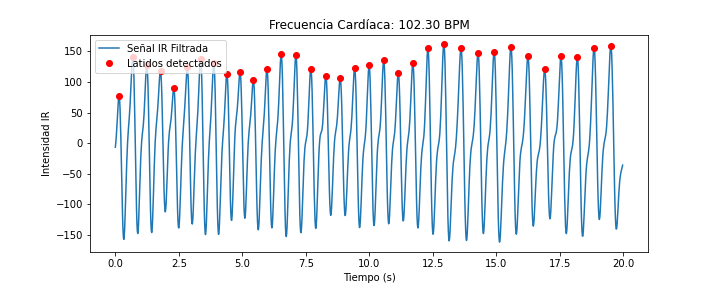 Frecuencia Cardíaca: 102.30 BPM
Señal IR Filtrada
Latidos detectados
Intensidad IR
150
100
50
0
−50
−100
−150
0.0 2.5 5.0 7.5 10.0 12.5 15.0 17.5 20.0
Tiempo (s)